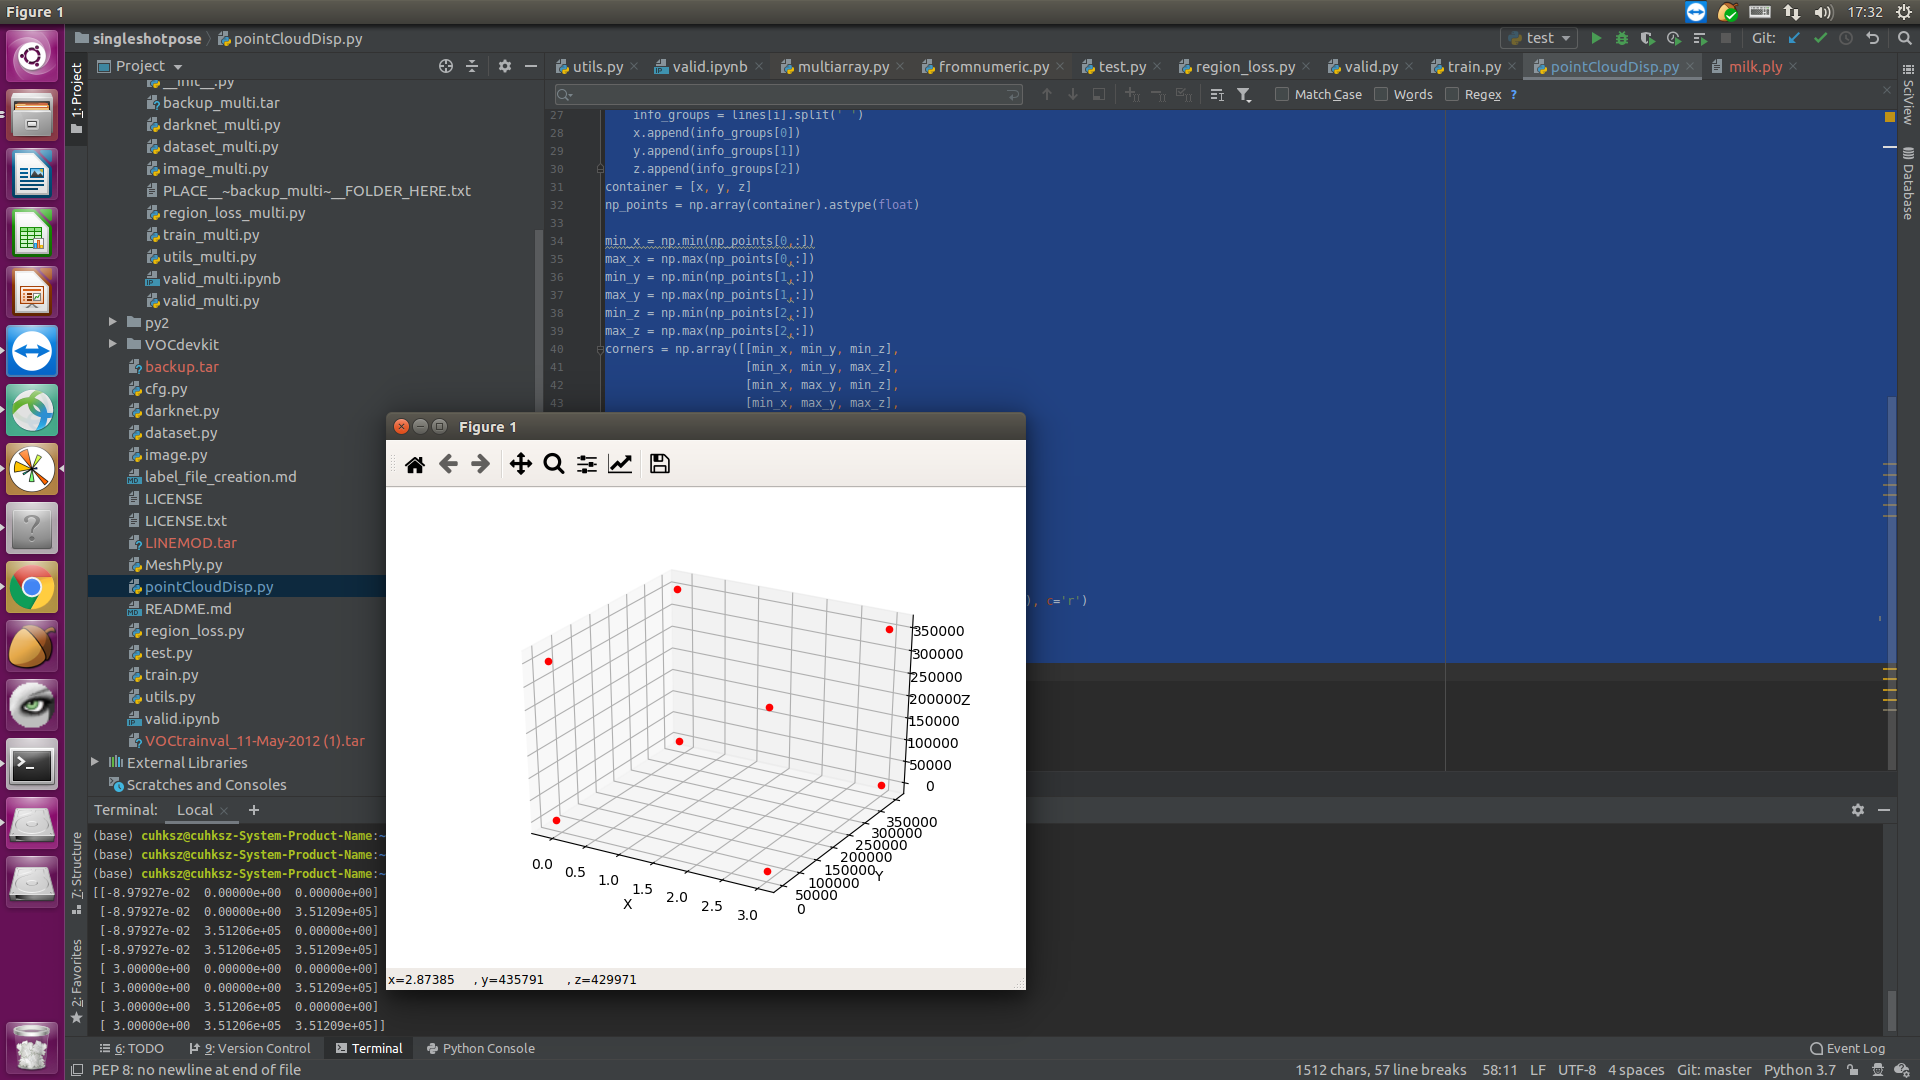 Figure 1
17:32
singleshotpose
pointCloudDisp.py
test
Git:
1: Project
Project
utils.py
valid.ipynb
multiarray.py
fromnumeric.py
test.py
region_loss.py
valid.py
train.py
pointCloudDisp.py
milk.ply
Match Case
Words
Regex
?
SciView
Database
__init__.py
backup_multi.tar
darknet_multi.py
dataset_multi.py
image_multi.py
PLACE__~backup_multi~__FOLDER_HERE.txt
region_loss_multi.py
train_multi.py
utils_multi.py
valid_multi.ipynb
valid_multi.py
py2
VOCdevkit
backup.tar
cfg.py
darknet.py
dataset.py
image.py
label_file_creation.md
LICENSE
LICENSE.txt
LINEMOD.tar
MeshPly.py
pointCloudDisp.py
README.md
region_loss.py
test.py
train.py
utils.py
valid.ipynb
VOCtrainval_11-May-2012 (1).tar
External Libraries
Scratches and Consoles
27 info_groups = lines[i].split(' ')
28 x.append(info_groups[0])
29 y.append(info_groups[1])
30 z.append(info_groups[2])
31 container = [x, y, z]
32 np_points = np.array(container).astype(float)
33
34 min_x = np.min(np_points[0,:])
35 max_x = np.max(np_points[0,:])
36 min_y = np.min(np_points[1,:])
37 max_y = np.max(np_points[1,:])
38 min_z = np.min(np_points[2,:])
39 max_z = np.max(np_points[2,:])
40 corners = np.array([[min_x, min_y, min_z],
41 [min_x, min_y, max_z],
42 [min_x, max_y, min_z],
43 [min_x, max_y, max_z],
), c='r')
Figure 1
350000
300000
250000
200000
Z
150000
100000
50000
0
350000
300000
250000
200000
150000
Y
100000
50000
0
0.0
0.5
1.0
1.5
2.0
2.5
3.0
X
x=2.87385 , y=435791 , z=429971
Terminal:
Local
+
(base) cuhksz@cuhksz-System-Product-Name:~
(base) cuhksz@cuhksz-System-Product-Name:~
(base) cuhksz@cuhksz-System-Product-Name:~
[[-8.97927e-02 0.00000e+00 0.00000e+00]
[-8.97927e-02 0.00000e+00 3.51209e+05]
[-8.97927e-02 3.51206e+05 0.00000e+00]
[-8.97927e-02 3.51206e+05 3.51209e+05]
[ 3.00000e+00 0.00000e+00 0.00000e+00]
[ 3.00000e+00 0.00000e+00 3.51209e+05]
[ 3.00000e+00 3.51206e+05 0.00000e+00]
[ 3.00000e+00 3.51206e+05 3.51209e+05]]
7: Structure
2: Favorites
6: TODO
9: Version Control
Terminal
Python Console
Event Log
PEP 8: no newline at end of file
1512 chars, 57 line breaks
58:11
LF
UTF-8
4 spaces
Git: master
Python 3.7